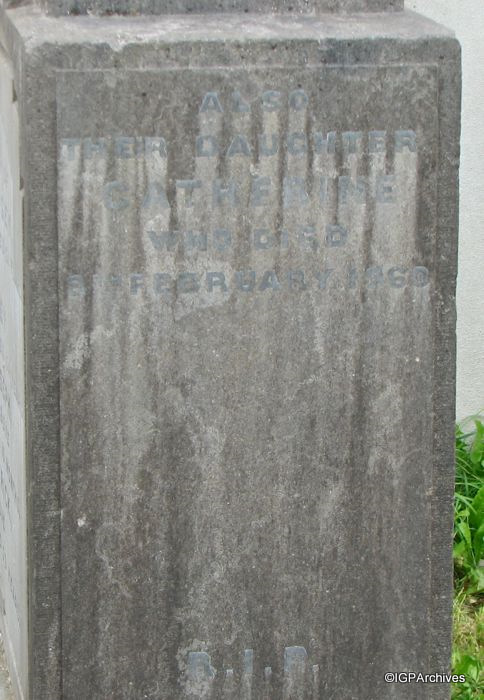 ALSO
THEIR DAUGHTER
CATHERINE
WHO DIED
FEBRUARY
R.I.P.
©IGPArchives